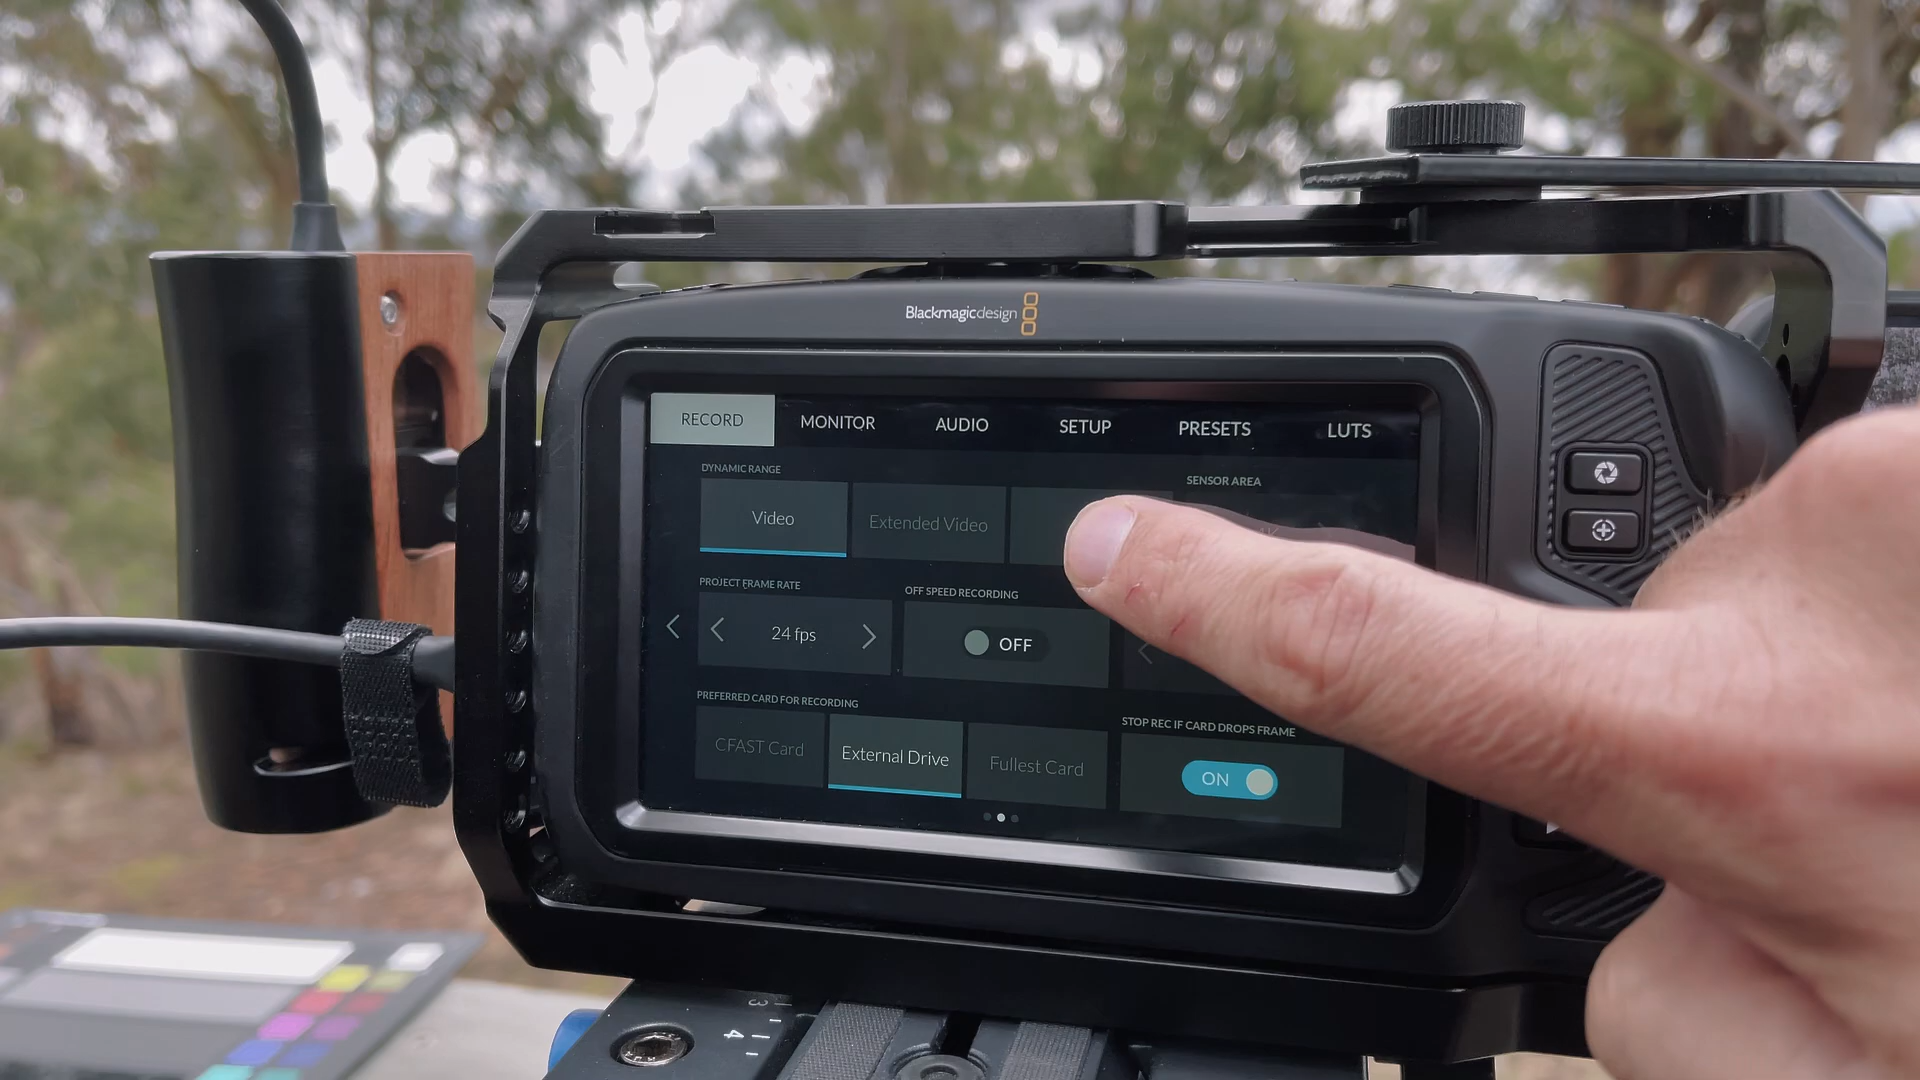 Blackmagicdesign
RECORD MONITOR AUDIO SETUP PRESETS LUTS
DYNAMIC RANGE SENSOR AREA
Video Extended Video
PROJECT FRAME RATE OFF SPEED RECORDING
24 fps OFF
PREFERRED CARD FOR RECORDING STOP REC IF CARD DROPS FRAME
CFAST Card External Drive Fullest Card ON
3
4